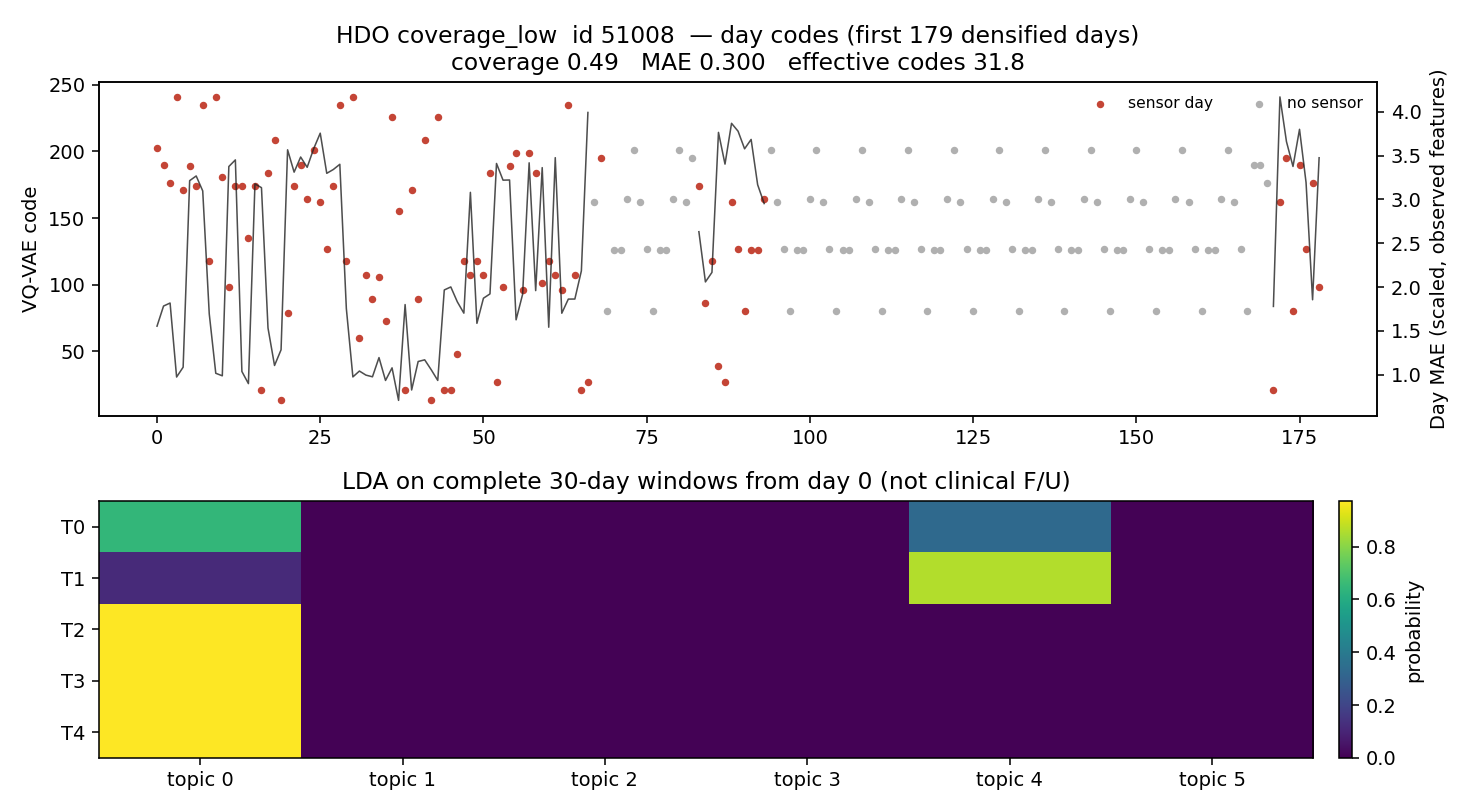 HDO coverage_low  id 51008  — day codes (first 179 densified days)
coverage 0.49   MAE 0.300   effective codes 31.8
sensor day
no sensor
VQ-VAE code
250
200
150
100
50
4.0
3.5
3.0
2.5
2.0
1.5
1.0
Day MAE (scaled, observed features)
0 25 50 75 100 125 150 175
LDA on complete 30-day windows from day 0 (not clinical F/U)
T0
T1
T2
T3
T4
topic 0 topic 1 topic 2 topic 3 topic 4 topic 5
0.8
0.6
0.4
0.2
0.0
probability